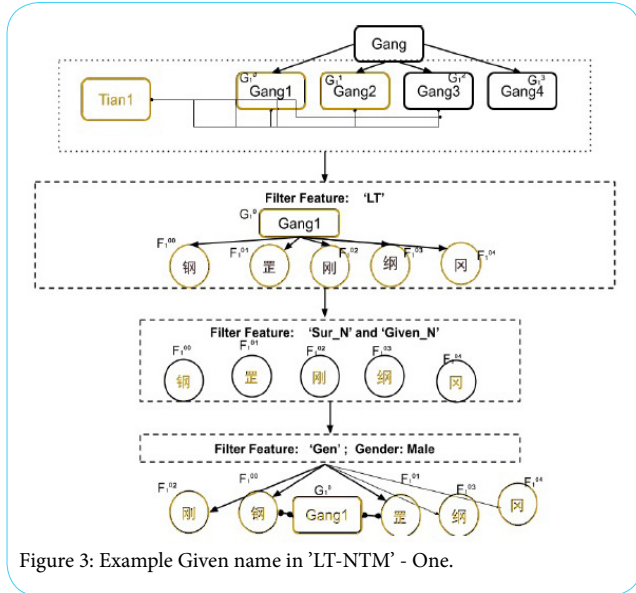 Gang
Tian1
G₁⁰
Gang1
G₁¹
Gang2
G₁²
Gang3
G₁³
Gang4
Filter Feature: 'LT'
G₁⁰
Gang1
F₁⁰⁰
F₁⁰¹
F₁⁰²
F₁⁰³
F₁⁰⁴
钢
罡
刚
纲
冈
Filter Feature: 'Sur_N' and 'Given_N'
F₁⁰⁰
F₁⁰¹
F₁⁰²
F₁⁰³
F₁⁰⁴
钢
罡
刚
纲
冈
Filter Feature: 'Gen' ; Gender: Male
F₁⁰²
F₁⁰⁰
G₁⁰
F₁⁰¹
F₁⁰³
F₁⁰⁴
刚
钢
Gang1
罡
纲
冈
Figure 3: Example Given name in 'LT-NTM' - One.